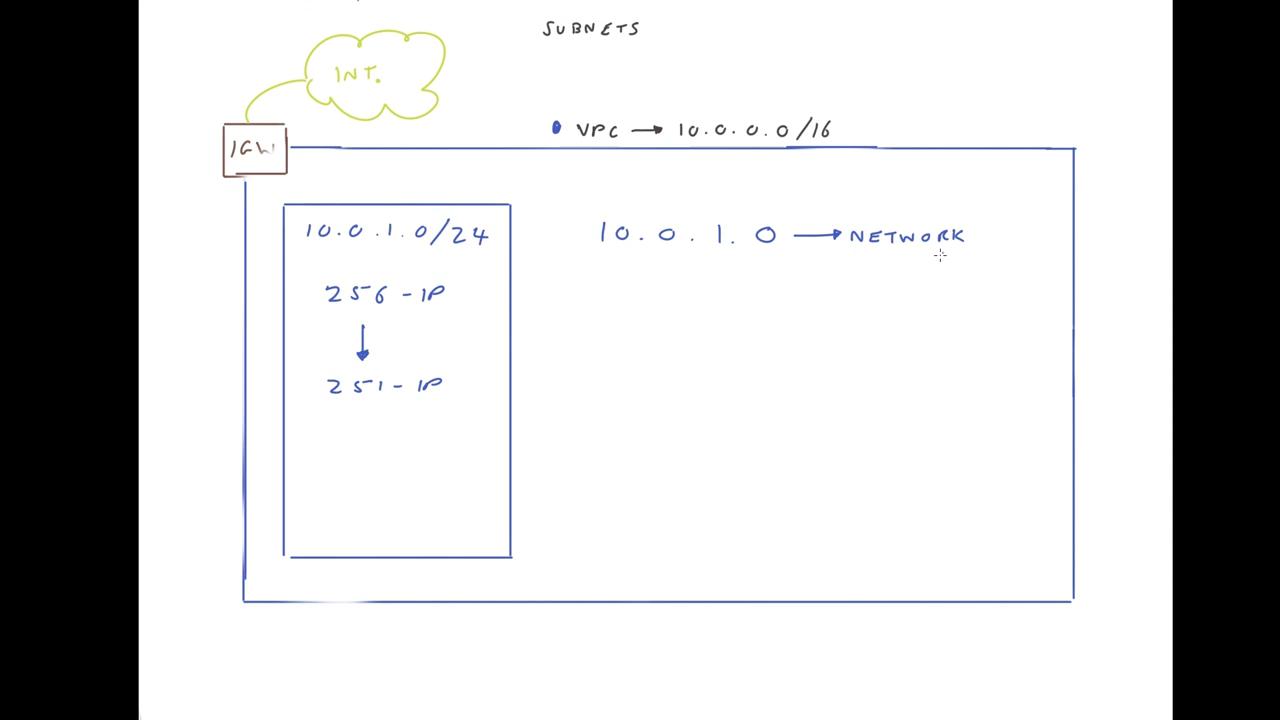 SUBNETS
INT.
VPC → 10.0.0.0/16
IGW
10.0.1.0/24
10.0.1.0 → NETWORK
256-IP
251-IP